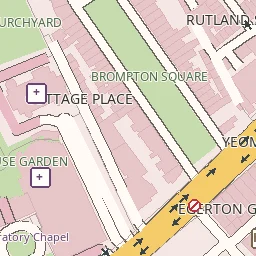 URCHYARD
RUTLAND S
BROMPTON SQUARE
TTAGE PLACE
YEOM
USE GARDEN
EGERTON G
ratory Chapel